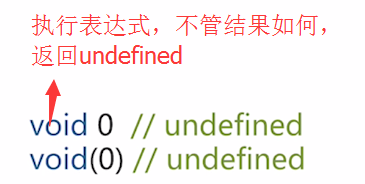 执行表达式，不管结果如何，
返回undefined
void 0 // undefined
void(0) // undefined